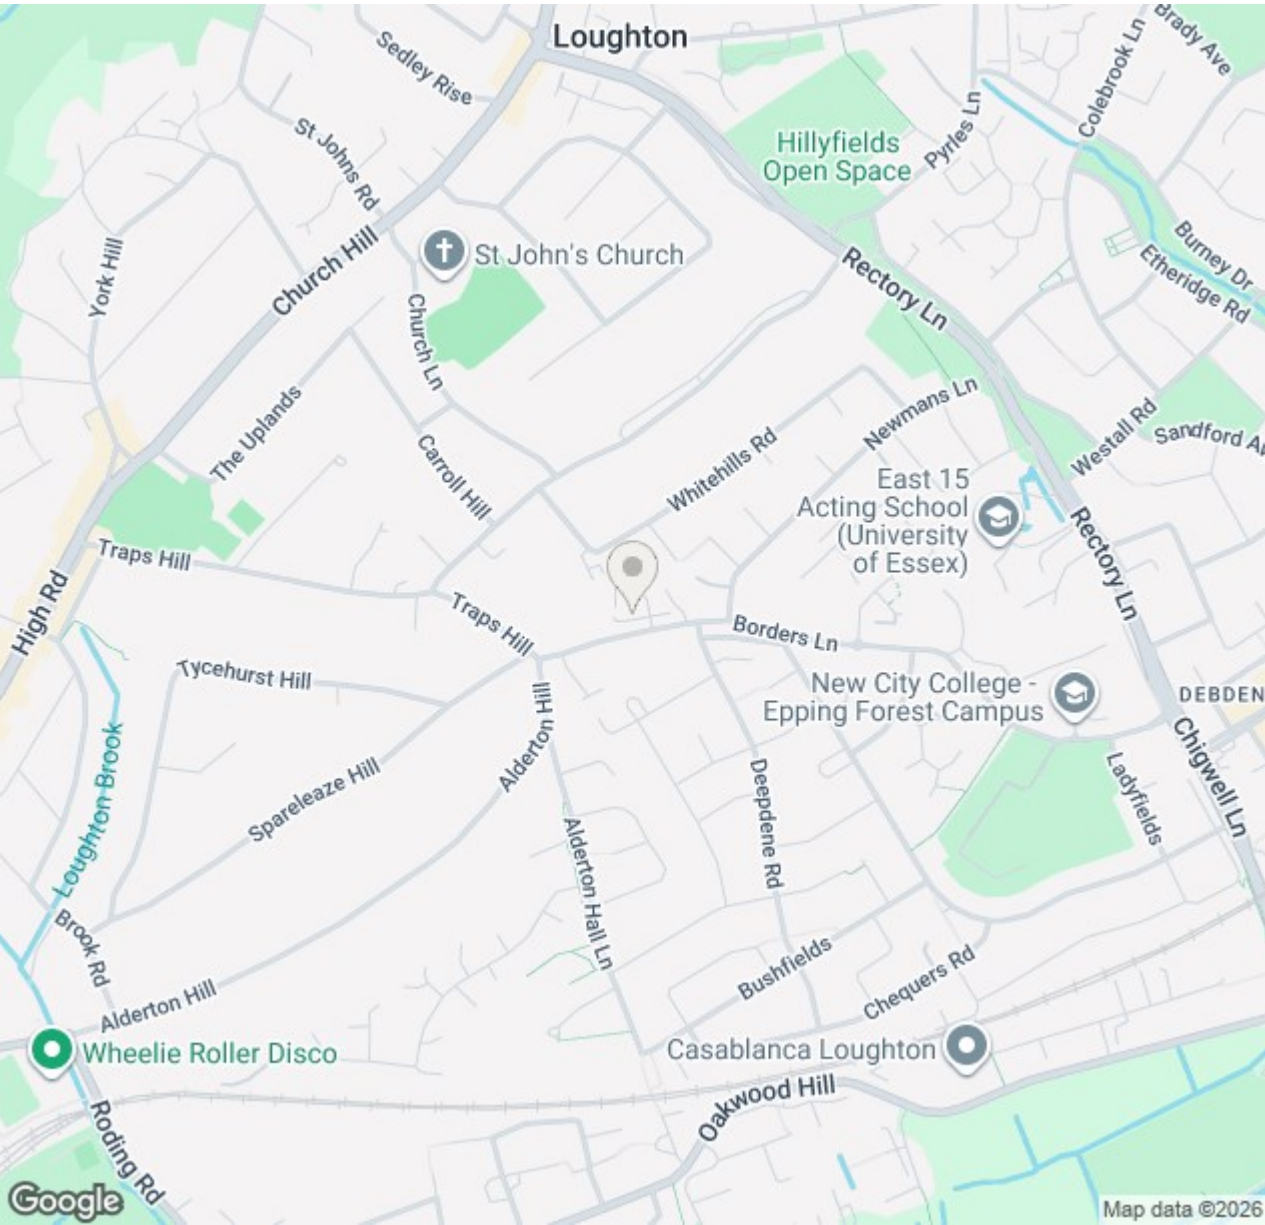 Loughton
Sedley Rise
Brady Ave
Colebrook Ln
Pyrles Ln
Hillyfields
Open Space
St Johns Rd
York Hill
Church Hill
St John's Church
Burney Dr
Etheridge Rd
Rectory Ln
Church Ln
The Uplands
Carroll Hill
Newmans Ln
Whitehills Rd
Westall Rd
Sandford Av
East 15
Acting School
(University
of Essex)
Rectory Ln
Traps Hill
High Rd
Traps Hill
Borders Ln
Tycehurst Hill
New City College -
Epping Forest Campus
DEBDEN
Alderton Hill
Loughton Brook
Spareleaze Hill
Deepdene Rd
Chigwell Ln
Ladyfields
Alderton Hall Ln
Brook Rd
Bushfields
Chequers Rd
Alderton Hill
Wheelie Roller Disco
Casablanca Loughton
Oakwood Hill
Roding Rd
Google
Map data ©2026